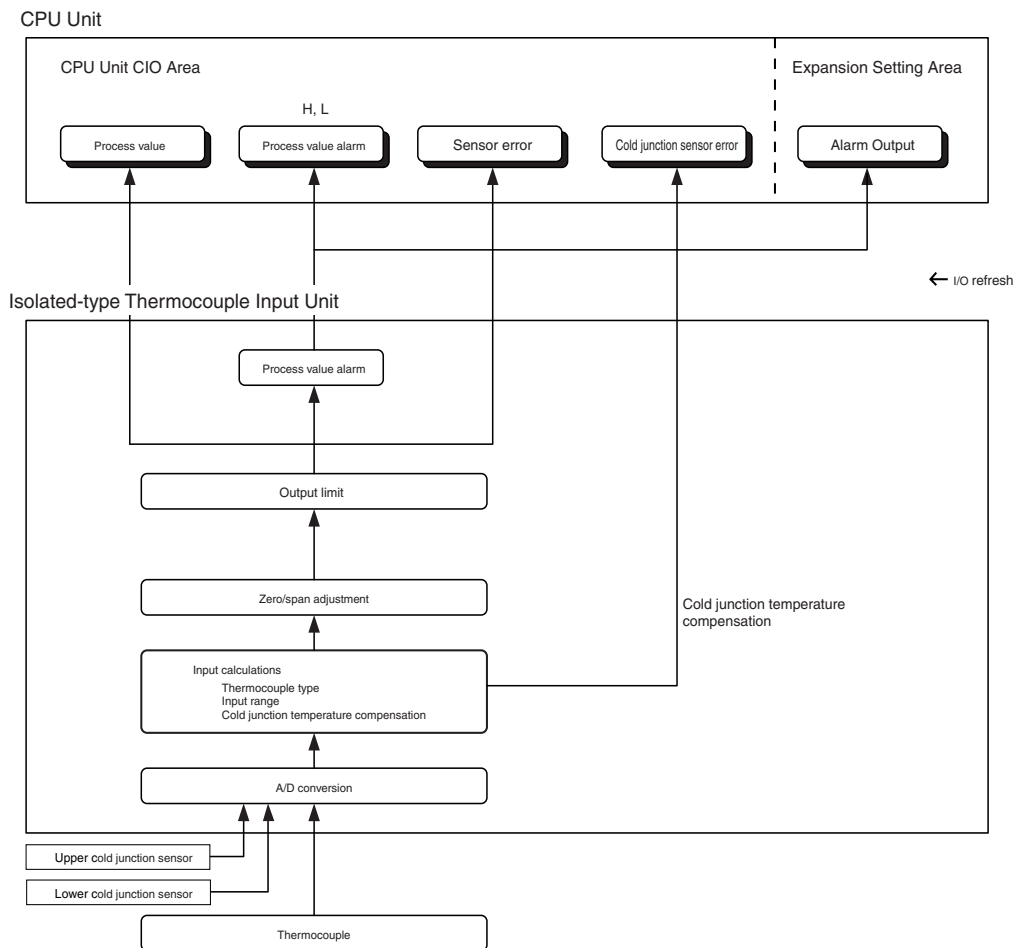 CPU Unit
CPU Unit CIO Area
Expansion Setting Area
H, L
Process value
Process value alarm
Sensor error
Cold junction sensor error
Alarm Output
I/O refresh
Isolated-type Thermocouple Input Unit
Process value alarm
Output limit
Zero/span adjustment
Cold junction temperature
compensation
Input calculations
Thermocouple type
Input range
Cold junction temperature compensation
A/D conversion
Upper cold junction sensor
Lower cold junction sensor
Thermocouple